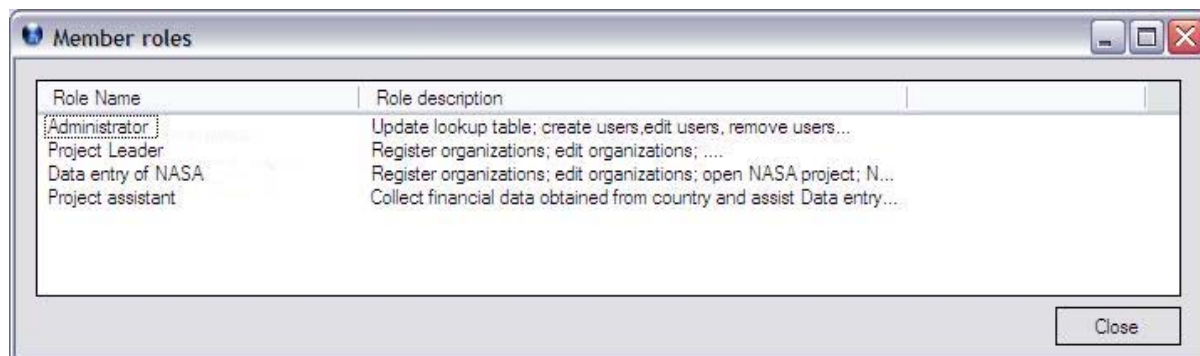 Member roles
Role Name Role description
Administrator Update lookup table; create users,edit users, remove users...
Project Leader Register organizations; edit organizations; ....
Data entry of NASA Register organizations; edit organizations; open NASA project; N...
Project assistant Collect financial data obtained from country and assist Data entry...
Close